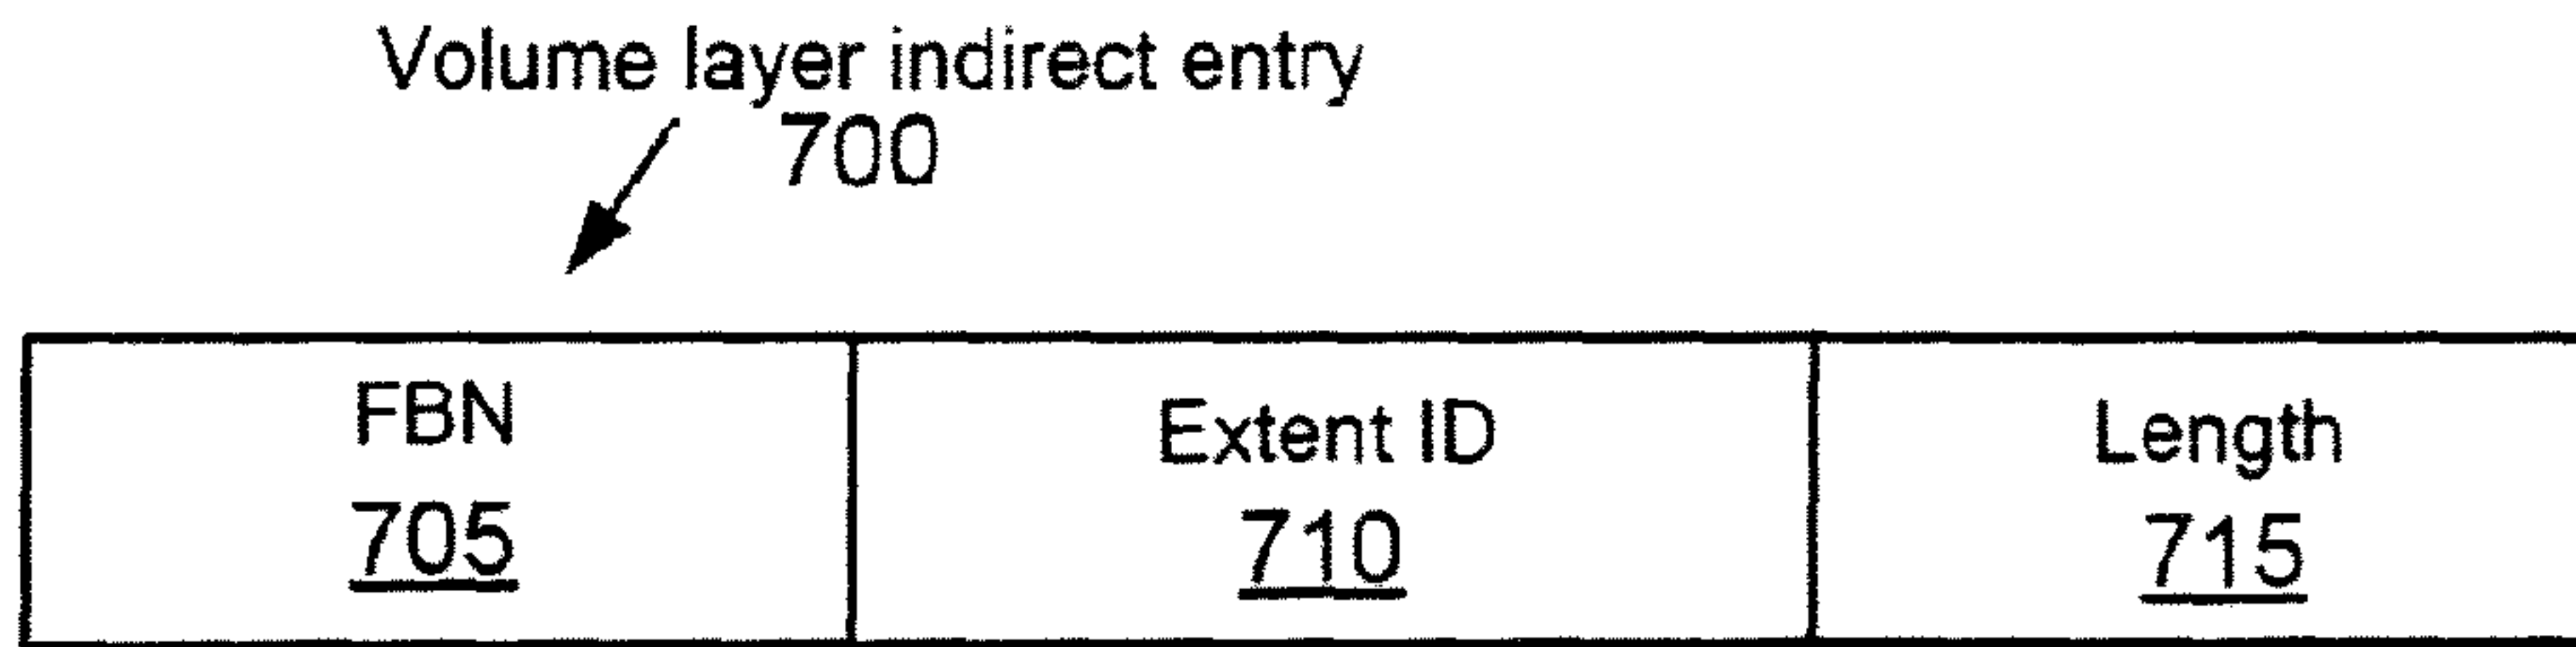 Volume layer indirect entry
700
FBN
705
Extent ID
710
Length
715